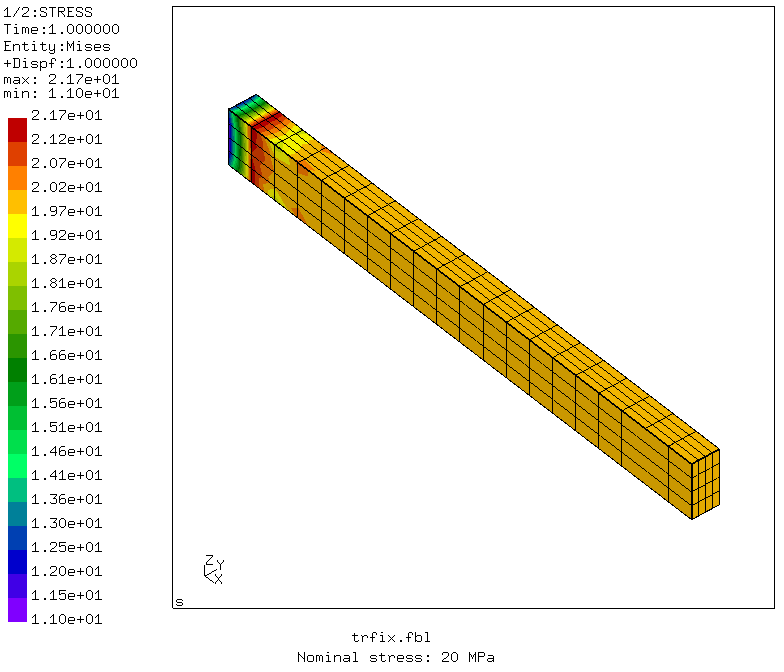 1/2:STRESS
Time:1.000000
Entity:Mises
+Dispf:1.000000
max: 2.17e+01
min: 1.10e+01
2.17e+01
2.12e+01
2.07e+01
2.02e+01
1.97e+01
1.92e+01
1.87e+01
1.81e+01
1.76e+01
1.71e+01
1.66e+01
1.61e+01
1.56e+01
1.51e+01
1.46e+01
1.41e+01
1.36e+01
1.30e+01
1.25e+01
1.20e+01
1.15e+01
1.10e+01
Z
Y
X
s
trfix.fbl
Nominal stress: 20 MPa